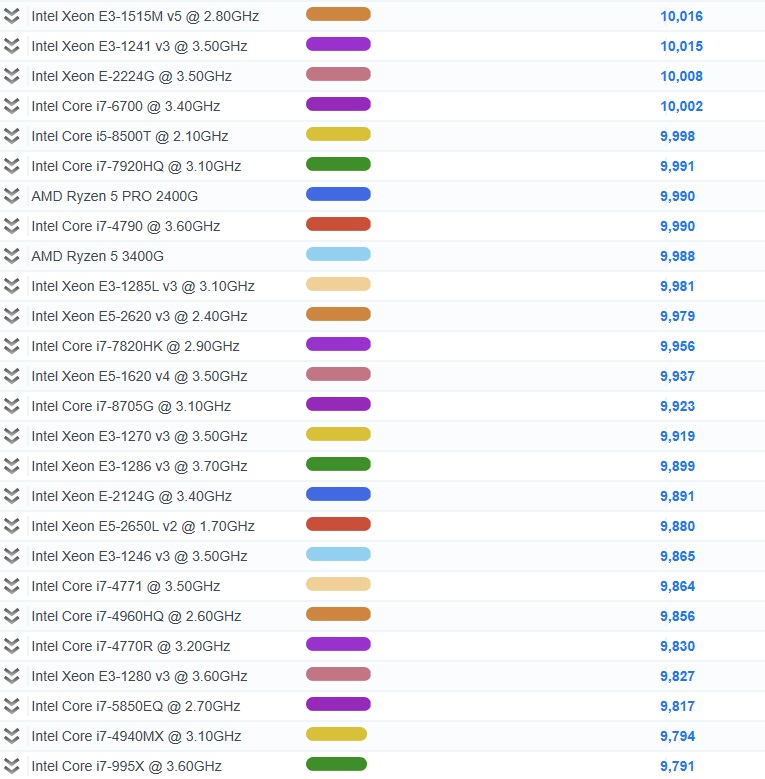 Intel Xeon E3-1515M v5 @ 2.80GHz 10,016
Intel Xeon E3-1241 v3 @ 3.50GHz 10,015
Intel Xeon E-2224G @ 3.50GHz 10,008
Intel Core i7-6700 @ 3.40GHz 10,002
Intel Core i5-8500T @ 2.10GHz 9,998
Intel Core i7-7920HQ @ 3.10GHz 9,991
AMD Ryzen 5 PRO 2400G 9,990
Intel Core i7-4790 @ 3.60GHz 9,990
AMD Ryzen 5 3400G 9,988
Intel Xeon E3-1285L v3 @ 3.10GHz 9,981
Intel Xeon E5-2620 v3 @ 2.40GHz 9,979
Intel Core i7-7820HK @ 2.90GHz 9,956
Intel Xeon E5-1620 v4 @ 3.50GHz 9,937
Intel Core i7-8705G @ 3.10GHz 9,923
Intel Xeon E3-1270 v3 @ 3.50GHz 9,919
Intel Xeon E3-1286 v3 @ 3.70GHz 9,899
Intel Xeon E-2124G @ 3.40GHz 9,891
Intel Xeon E5-2650L v2 @ 1.70GHz 9,880
Intel Xeon E3-1246 v3 @ 3.50GHz 9,865
Intel Core i7-4771 @ 3.50GHz 9,864
Intel Core i7-4960HQ @ 2.60GHz 9,856
Intel Core i7-4770R @ 3.20GHz 9,830
Intel Xeon E3-1280 v3 @ 3.60GHz 9,827
Intel Core i7-5850EQ @ 2.70GHz 9,817
Intel Core i7-4940MX @ 3.10GHz 9,794
Intel Core i7-995X @ 3.60GHz 9,791